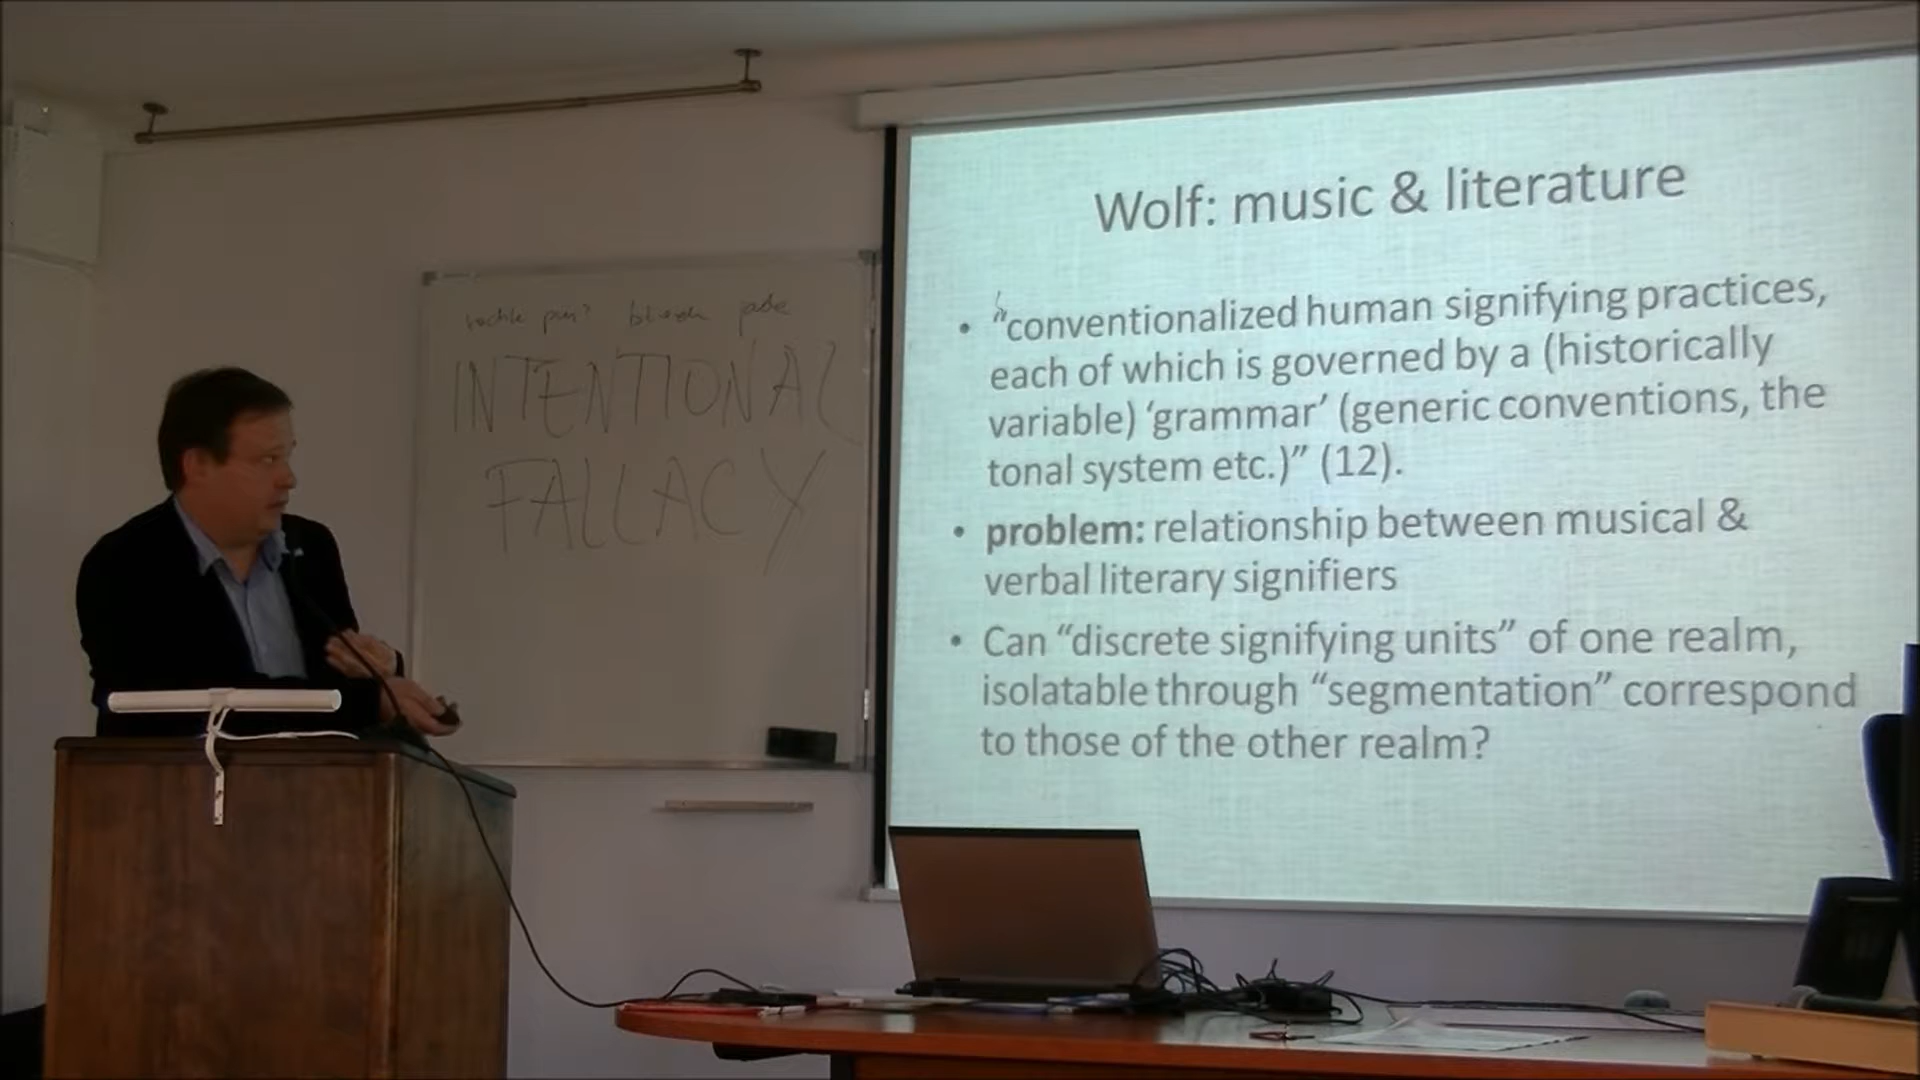 INTENTIONAL
FALLACY
Wolf: music & literature
• “conventionalized human signifying practices,
each of which is governed by a (historically
variable) ‘grammar’ (generic conventions, the
tonal system etc.)” (12).
• problem: relationship between musical &
verbal literary signifiers
• Can “discrete signifying units” of one realm,
isolatable through “segmentation” correspond
to those of the other realm?